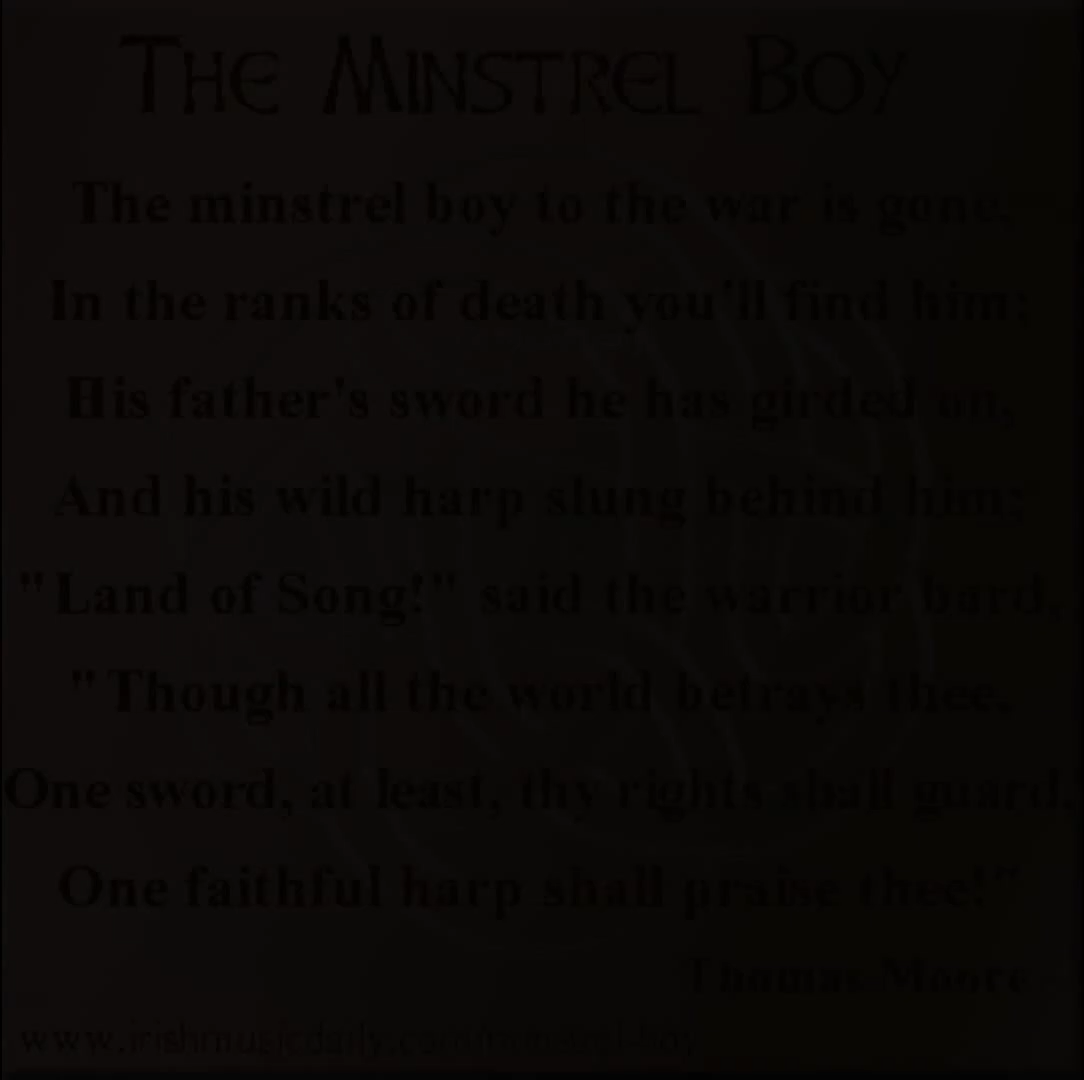 The Minstrel Boy
The minstrel boy to the war is gone,
In the ranks of death you'll find him;
His father's sword he has girded on,
And his wild harp slung behind him;
"Land of Song!" said the warrior bard,
"Though all the world betrays thee,
One sword, at least, thy rights shall guard,
One faithful harp shall praise thee!"
Thomas Moore
www.irishmusicdaily.com/minstrel-boy